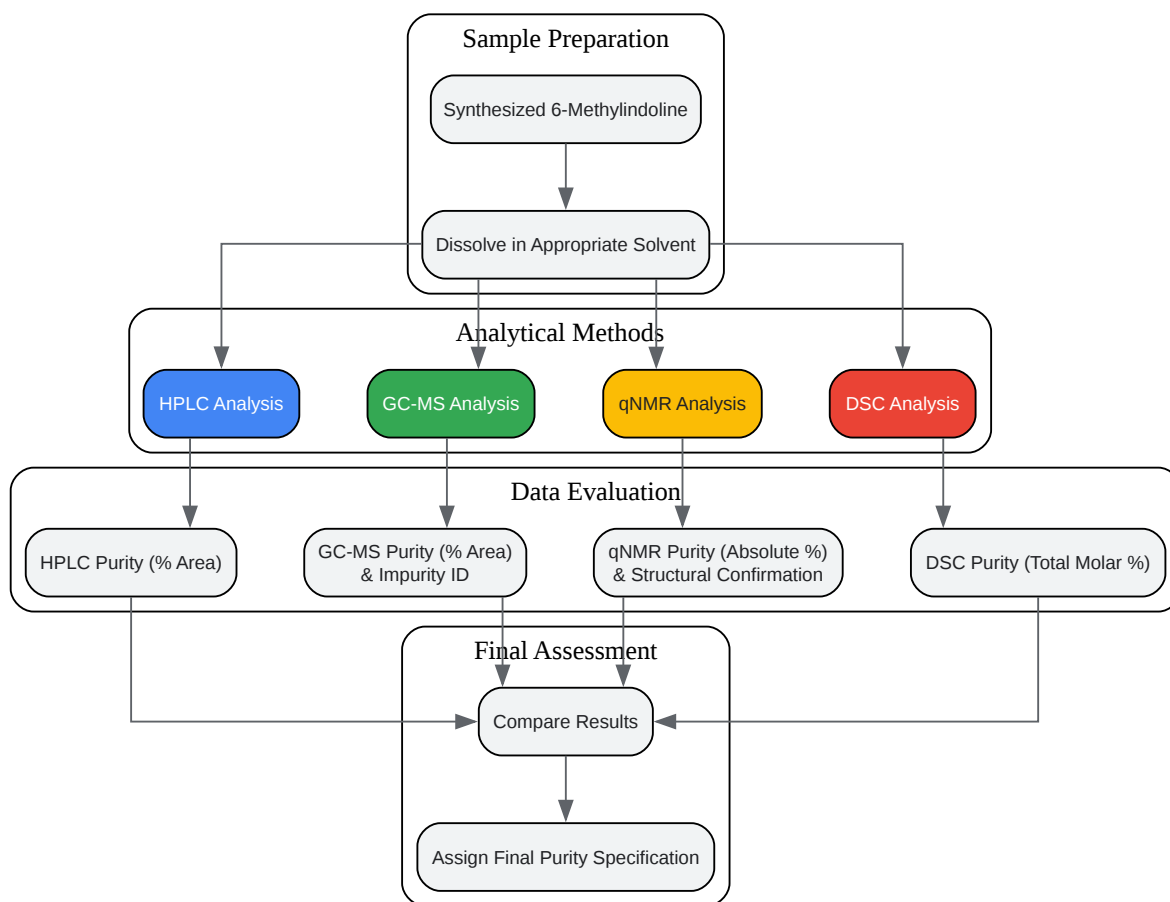 Sample Preparation
Synthesized 6-Methylindoline
Dissolve in Appropriate Solvent
Analytical Methods
HPLC Analysis
GC-MS Analysis
qNMR Analysis
DSC Analysis
Data Evaluation
HPLC Purity (% Area)
GC-MS Purity (% Area)
& Impurity ID
qNMR Purity (Absolute %)
& Structural Confirmation
DSC Purity (Total Molar %)
Final Assessment
Compare Results
Assign Final Purity Specification